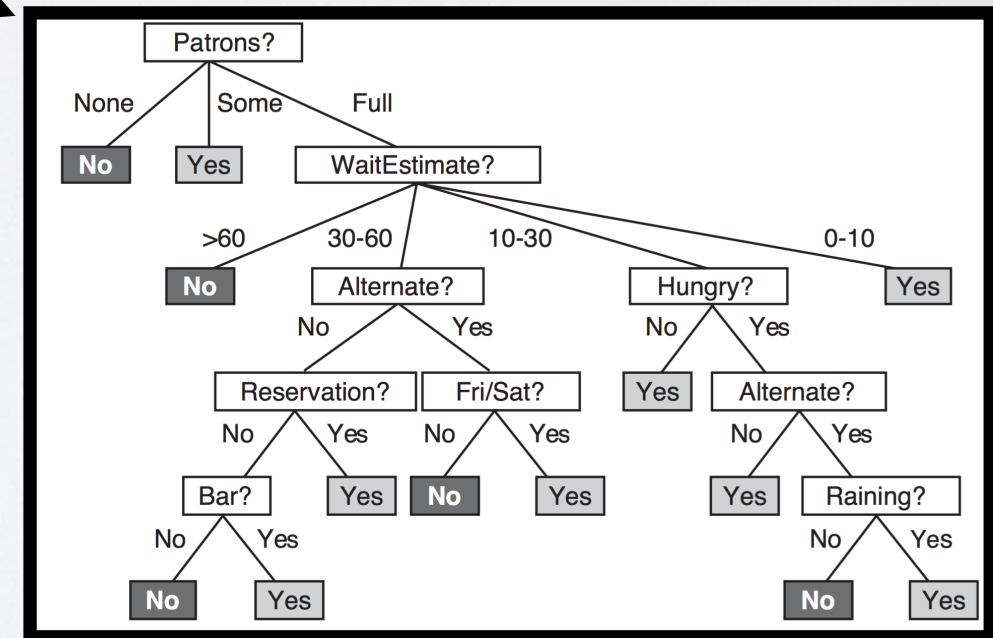 Patrons?
None Some Full
No Yes WaitEstimate?
>60 30-60 10-30 0-10
No Alternate? Hungry? Yes
No Yes No Yes
Reservation? Fri/Sat? Yes Alternate?
No Yes No Yes No Yes
Bar? Yes No Yes Yes Raining?
No Yes No Yes
No Yes No Yes